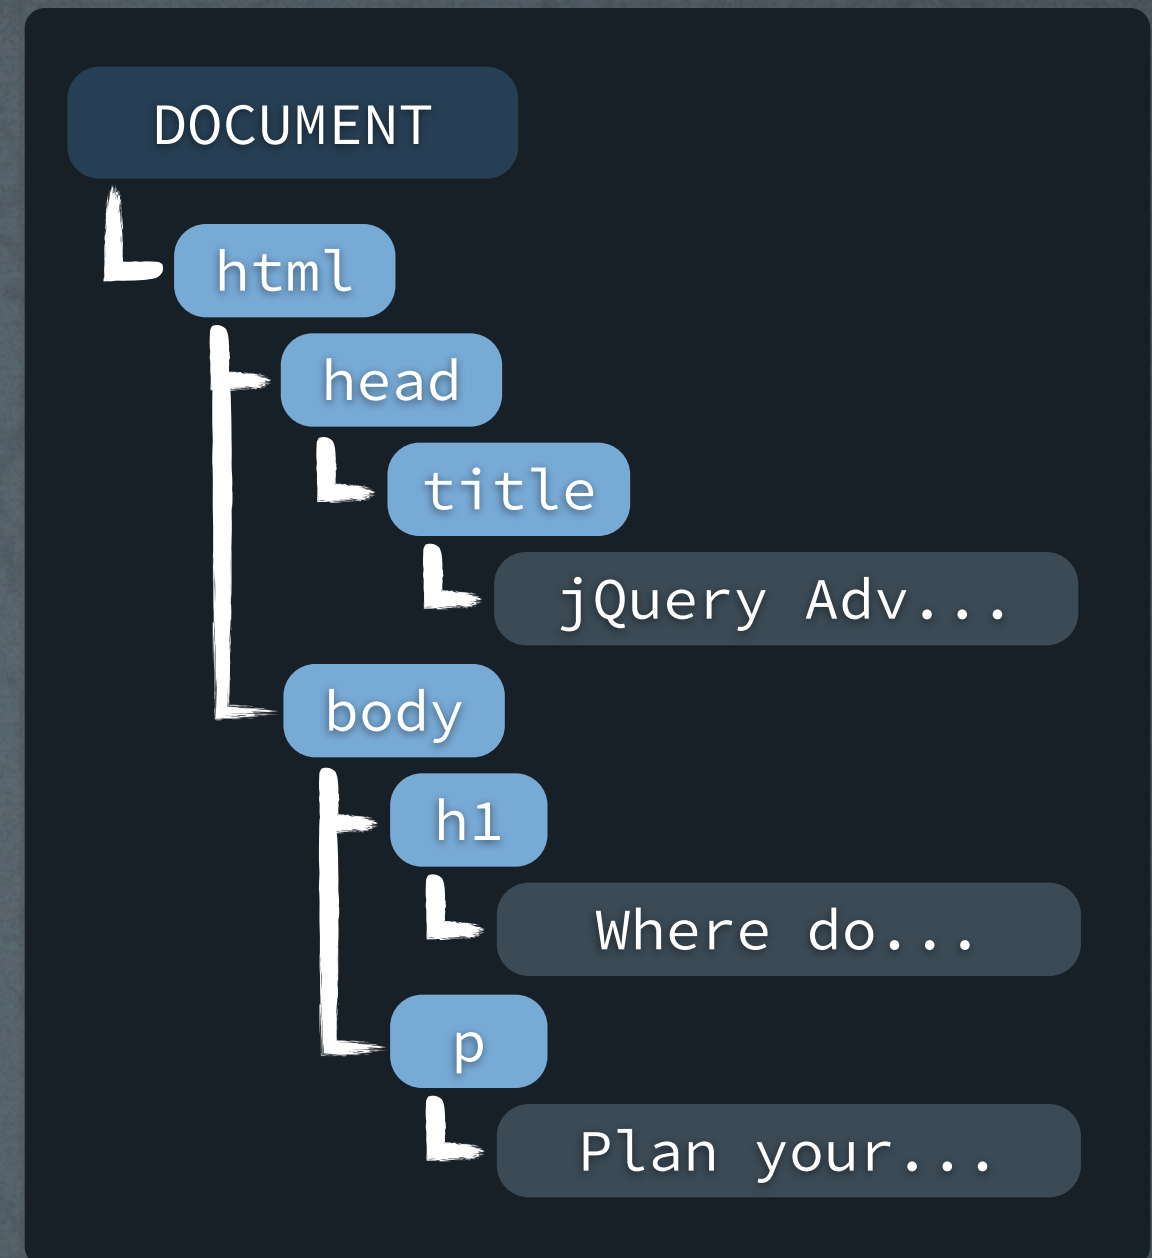 DOCUMENT
html
head
title
jQuery Adv...
body
h1
Where do...
p
Plan your...